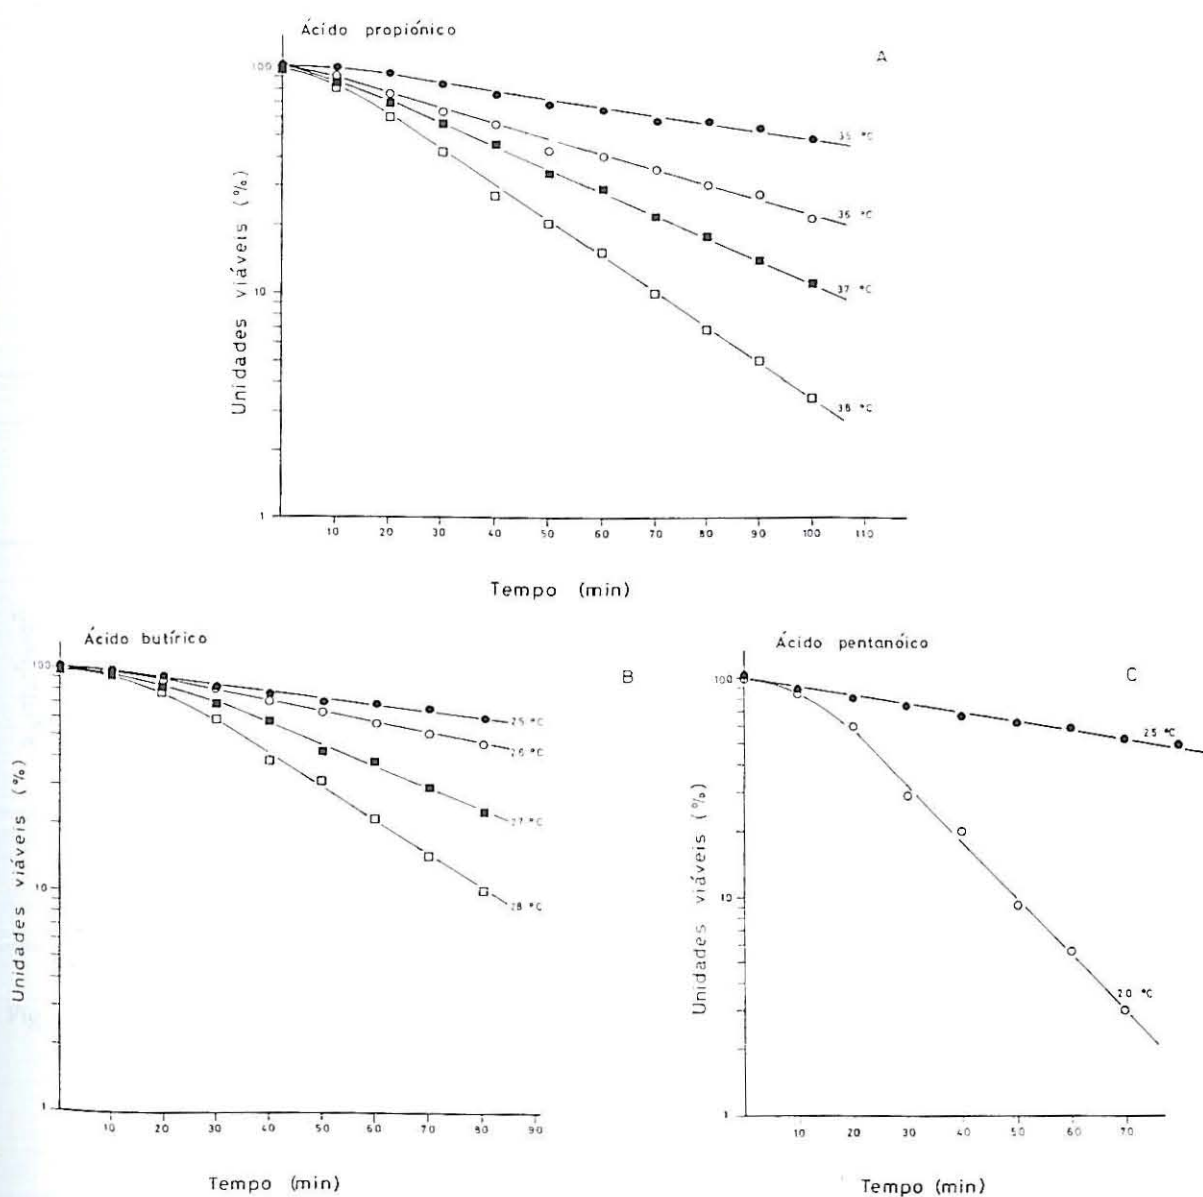 Ácido propiónico
A
100
10
1
Unidades viáveis (%)
35 °C
36 °C
37 °C
38 °C
10 20 30 40 50 60 70 80 90 100 110
Tempo (min)
Ácido butírico
B
100
10
1
Unidades viáveis (%)
25 °C
26 °C
27 °C
28 °C
10 20 30 40 50 60 70 80 90
Tempo (min)
Ácido pentanóico
C
100
10
1
Unidades viáveis (%)
25 °C
20 °C
10 20 30 40 50 60 70
Tempo (min)